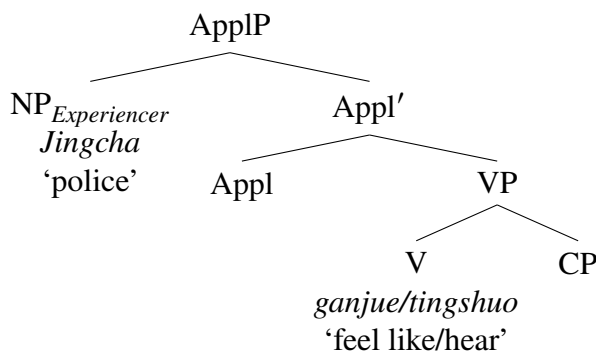 ApplP
NP_Experiencer Appl′
Jingcha
‘police’ Appl VP
V CP
ganjue/tingshuo
‘feel like/hear’